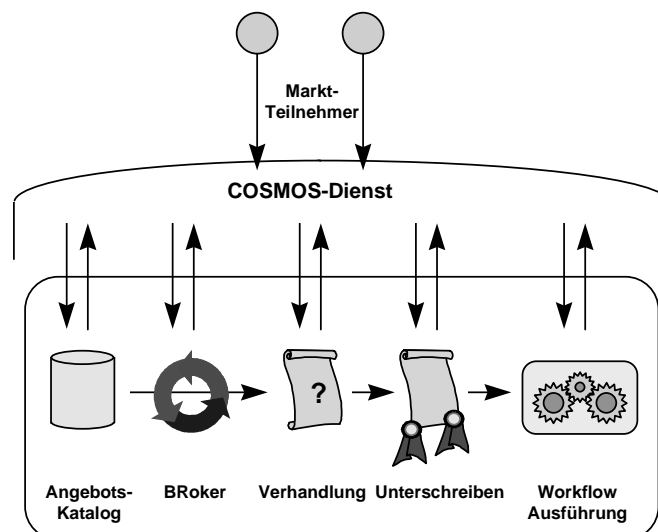 Markt-
Teilnehmer
COSMOS-Dienst
?
Angebots-
Katalog
BRoker
Verhandlung
Unterschreiben
Workflow
Ausführung